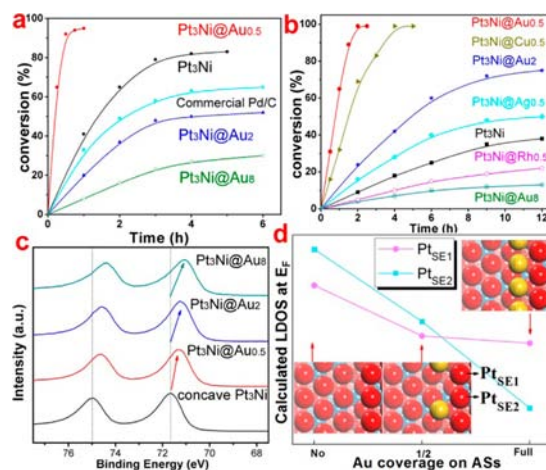 a
conversion (%)
80
40
0
0
2
4
6
Time (h)
Pt3Ni@Au0.5
Pt3Ni
Commercial Pd/C
Pt3Ni@Au2
Pt3Ni@Au8
b
conversion (%)
100
80
60
40
20
0
0
2
4
6
8
10
12
Time (h)
Pt3Ni@Au0.5
Pt3Ni@Cu0.5
Pt3Ni@Au2
Pt3Ni@Ag0.5
Pt3Ni
Pt3Ni@Rh0.5
Pt3Ni@Au8
c
Intensity (a.u.)
Pt3Ni@Au8
Pt3Ni@Au2
Pt3Ni@Au0.5
concave Pt3Ni
76
74
72
70
68
Binding Energy (eV)
d
Calculated LDOS at EF
PtSE1
PtSE2
PtSE1
PtSE2
No
1/2
Full
Au coverage on ASs